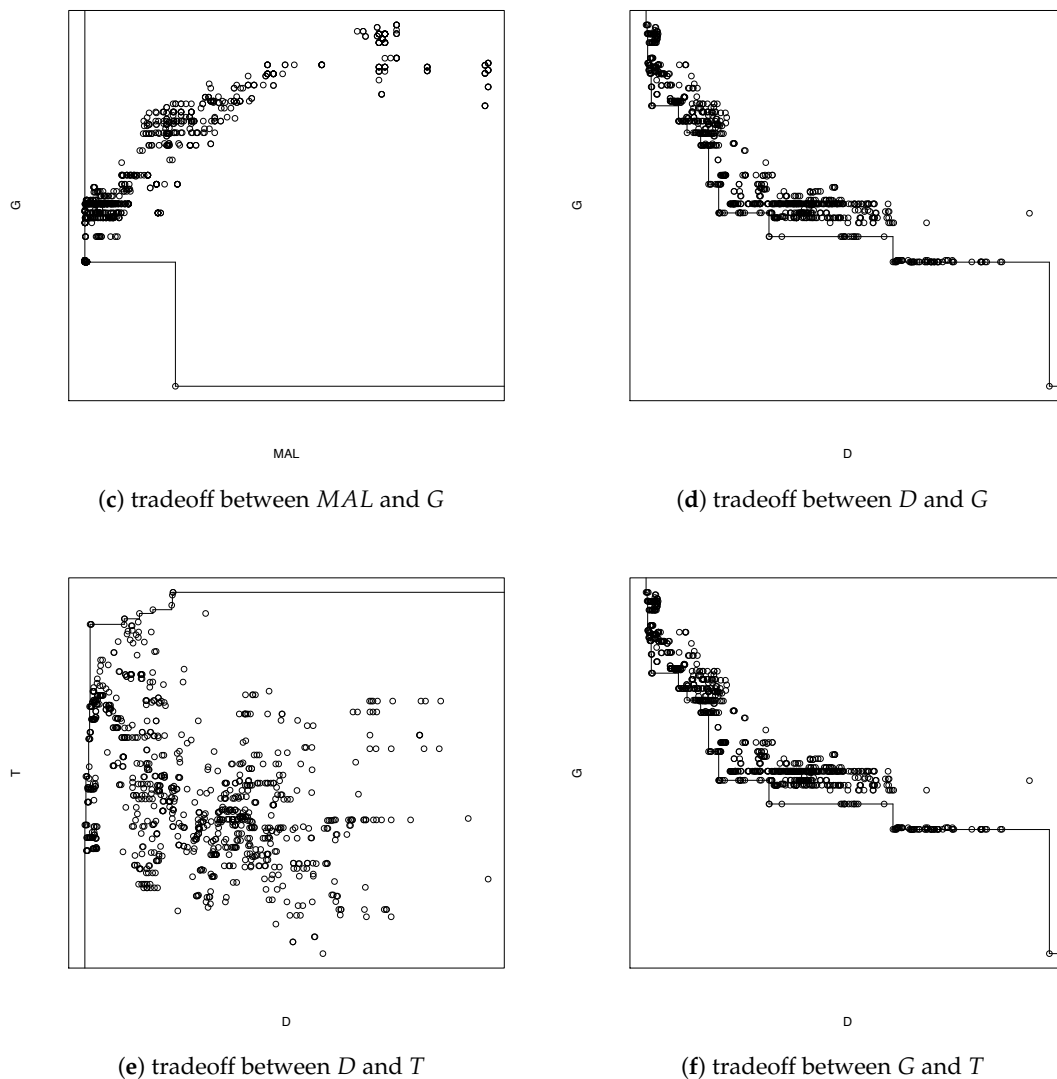 G
G
MAL
D
(c) tradeoff between MAL and G
(d) tradeoff between D and G
T
G
D
D
(e) tradeoff between D and T
(f) tradeoff between G and T